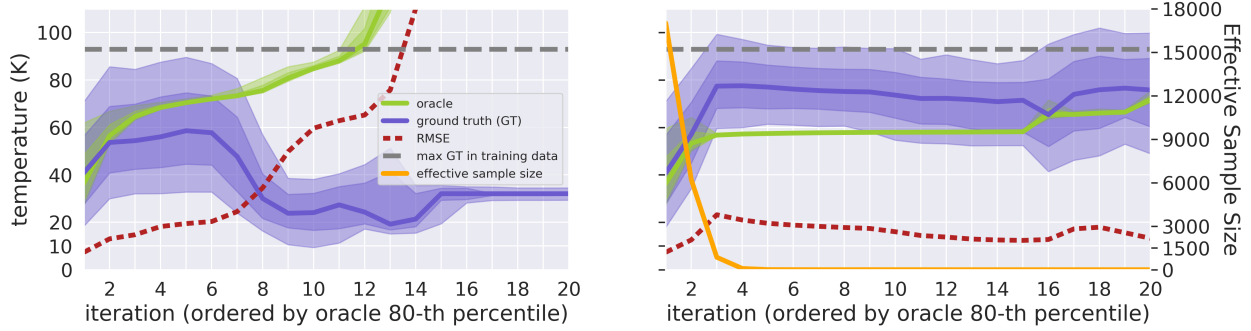 temperature (K)
100
80
60
40
20
10
0
oracle
ground truth (GT)
RMSE
max GT in training data
effective sample size
2 4 6 8 10 12 14 16 18 20
iteration (ordered by oracle 80-th percentile)
18000
15000
12000
9000
6000
3000
1500
0
Effective Sample Size
2 4 6 8 10 12 14 16 18 20
iteration (ordered by oracle 80-th percentile)